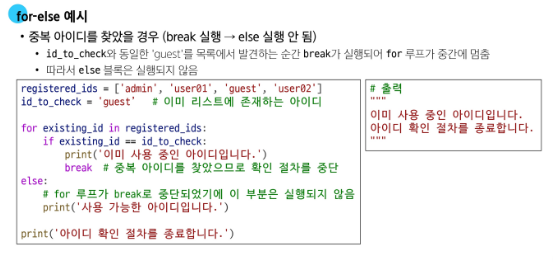 for-else 예시
• 중복 아이디를 찾았을 경우 (break 실행 → else 실행 안 됨)
• id_to_check와 동일한 'guest'를 목록에서 발견하는 순간 break가 실행되어 for 루프가 중간에 멈춤
• 따라서 else 블록은 실행되지 않음
registered_ids = ['admin', 'user01', 'guest', 'user02']
id_to_check = 'guest'  # 이미 리스트에 존재하는 아이디
for existing_id in registered_ids:
    if existing_id == id_to_check:
        print('이미 사용 중인 아이디입니다.')
        break  # 중복 아이디를 찾았으므로 확인 절차를 중단
else:
    # for 루프가 break로 중단되었기에 이 부분은 실행되지 않음
    print('사용 가능한 아이디입니다.')
print('아이디 확인 절차를 종료합니다.')
# 출력
"""
이미 사용 중인 아이디입니다.
아이디 확인 절차를 종료합니다.
"""